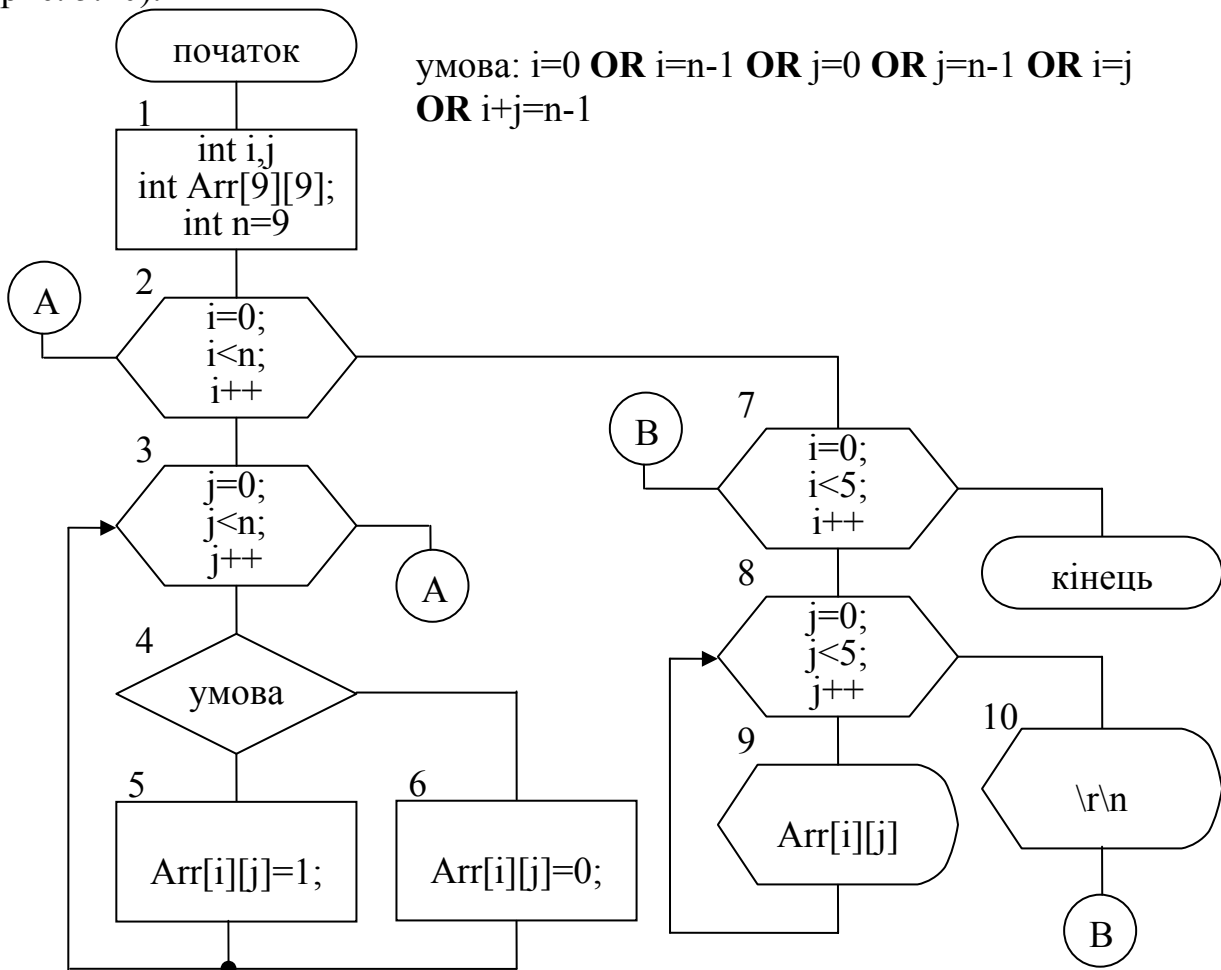 початок
умова: i=0 OR i=n-1 OR j=0 OR j=n-1 OR i=j
OR i+j=n-1
1
int i,j
int Arr[9][9];
int n=9
A
2
i=0;
i<n;
i++
3
j=0;
j<n;
j++
A
4
умова
5
Arr[i][j]=1;
6
Arr[i][j]=0;
7
B
i=0;
i<5;
i++
кінець
8
j=0;
j<5;
j++
9
Arr[i][j]
10
\r\n
B